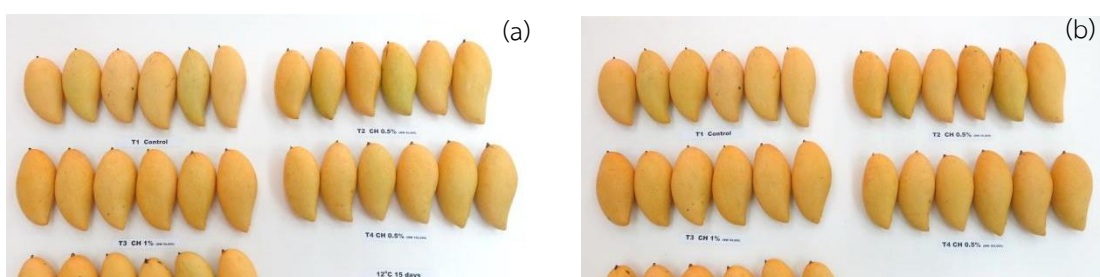 (a)
T1 Control
T2 CH 0.5%
T3 CH 1%
T4 CH 0.5%
12°C 15 days
(b)
T1 Control
T2 CH 0.5%
T3 CH 1%
T4 CH 0.5%